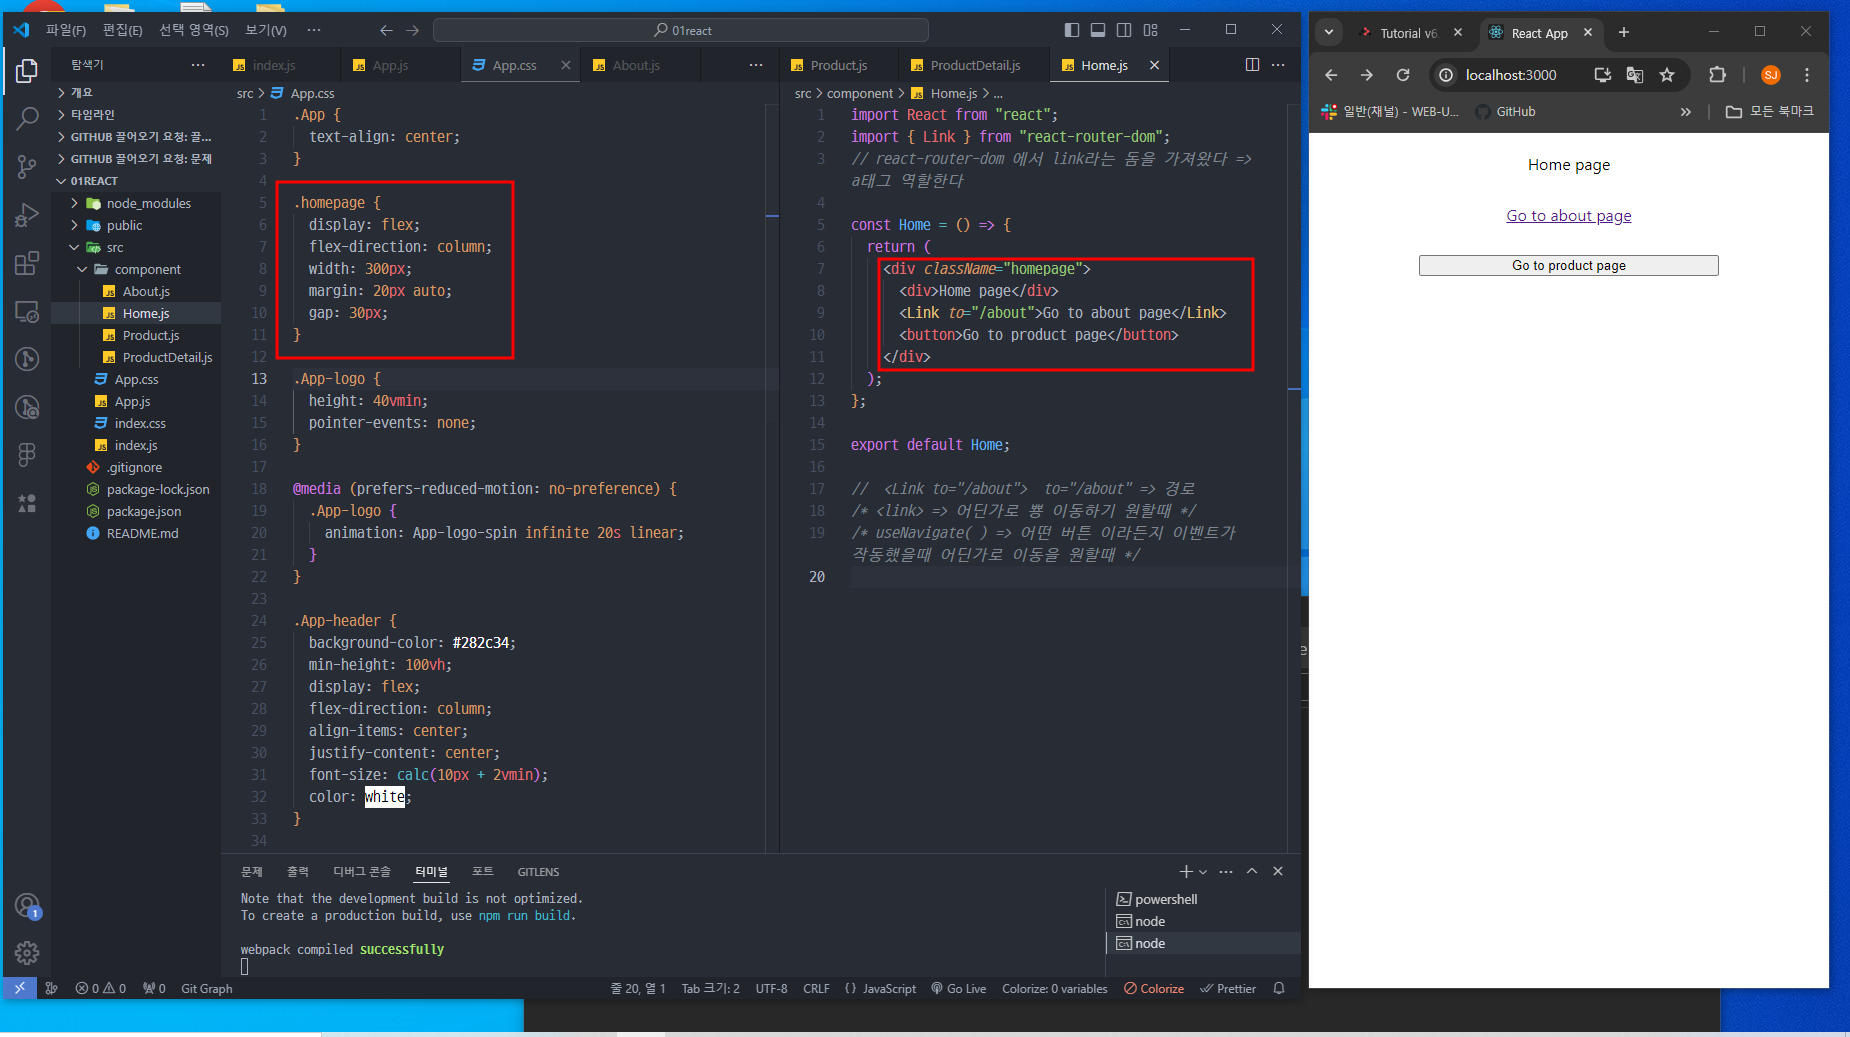 파일(F) 편집(E) 선택 영역(S) 보기(V) ··· 01react
탐색기 ···
개요
타임라인
GITHUB 끌어오기 요청: 끌...
GITHUB 끌어오기 요청: 문제
01REACT
node_modules
public
src
component
About.js
Home.js
Product.js
ProductDetail.js
App.css
App.js
index.css
index.js
.gitignore
package-lock.json
package.json
README.md
index.js App.js App.css About.js ···
src > App.css
1 .App {
2 text-align: center;
3 }
4
5 .homepage {
6 display: flex;
7 flex-direction: column;
8 width: 300px;
9 margin: 20px auto;
10 gap: 30px;
11 }
12
13 .App-logo {
14 height: 40vmin;
15 pointer-events: none;
16 }
17
18 @media (prefers-reduced-motion: no-preference) {
19 .App-logo {
20 animation: App-logo-spin infinite 20s linear;
21 }
22 }
23
24 .App-header {
25 background-color: #282c34;
26 min-height: 100vh;
27 display: flex;
28 flex-direction: column;
29 align-items: center;
30 justify-content: center;
31 font-size: calc(10px + 2vmin);
32 color: white;
33 }
34
Product.js ProductDetail.js Home.js ···
src > component > Home.js > ...
1 import React from "react";
2 import { Link } from "react-router-dom";
3 // react-router-dom 에서 link라는 돔을 가져왔다 =>
a태그 역할한다
4
5 const Home = () => {
6 return (
7 <div className="homepage">
8 <div>Home page</div>
9 <Link to="/about">Go to about page</Link>
10 <button>Go to product page</button>
11 </div>
12 );
13 };
14
15 export default Home;
16
17 // <Link to="/about"> to="/about" => 경로
18 /* <link> => 어딘가로 뿅 이동하기 원할때 */
19 /* useNavigate( ) => 어떤 버튼 이라든지 이벤트가
작동했을때 어딘가로 이동을 원할때 */
20
문제 출력 디버그 콘솔 터미널 포트 GITLENS
Note that the development build is not optimized.
To create a production build, use npm run build.
webpack compiled successfully
powershell
node
node
1
0 0 0 Git Graph 줄 20, 열 1 Tab 크기: 2 UTF-8 CRLF {} JavaScript Go Live Colorize: 0 variables Colorize Prettier
Tutorial v6. React App
localhost:3000 SJ
일반(채널) - WEB-U... GitHub » 모든 북마크
Home page
Go to about page
Go to product page